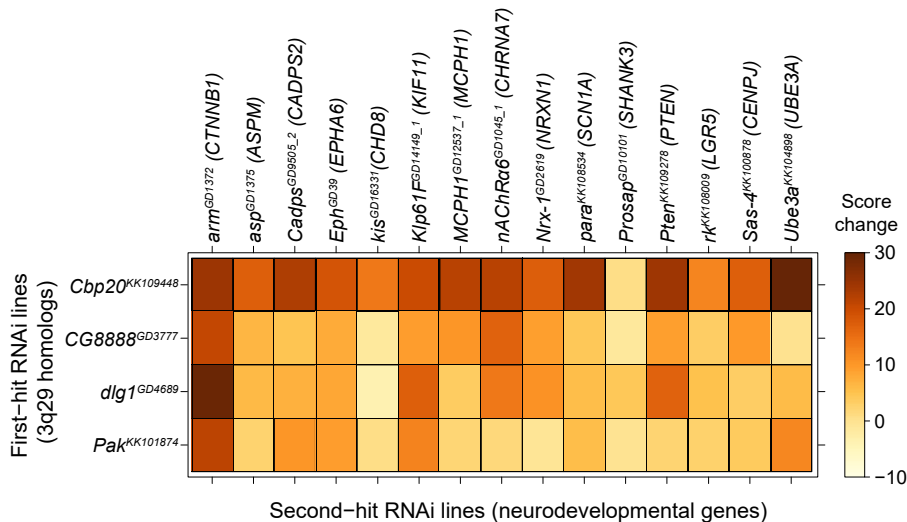 arm^GD1372 (CTNNB1)
asp^GD1375 (ASPM)
Cadps^GD9505_2 (CADPS2)
Eph^GD39 (EPHA6)
kis^GD16331(CHD8)
Klp61F^GD14149_1 (KIF11)
MCPH1^GD12537_1 (MCPH1)
nAChRα6^GD1045_1 (CHRNA7)
Nrx-1^GD2619 (NRXN1)
para^KK108534 (SCN1A)
Prosap^GD10101 (SHANK3)
Pten^KK109278 (PTEN)
rk^KK108009 (LGR5)
Sas-4^KK100878 (CENPJ)
Ube3a^KK104898 (UBE3A)
Score
change
30
20
10
0
−10
First−hit RNAi lines
(3q29 homologs)
Cbp20^KK109448
CG8888^GD3777
dlg1^GD4689
Pak^KK101874
Second−hit RNAi lines (neurodevelopmental genes)